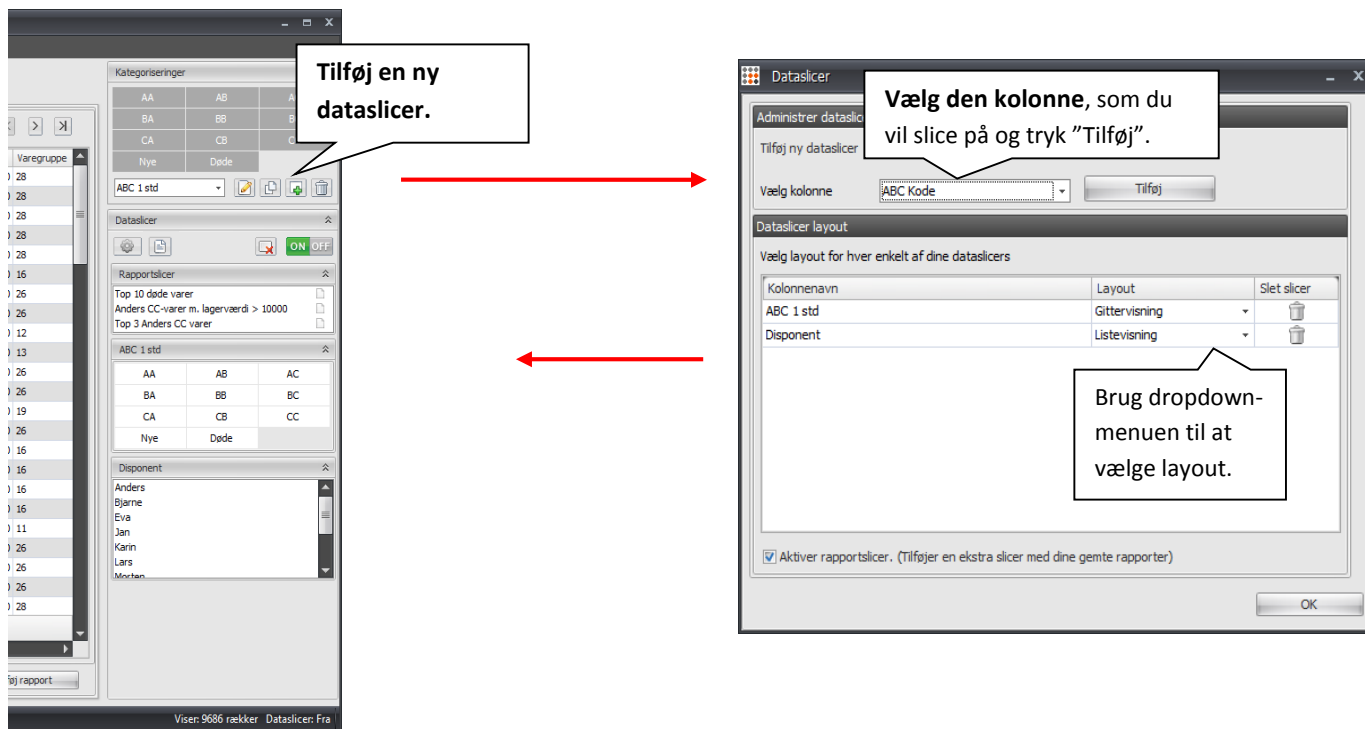 Kategoriseringer
AA AB
BA BB
CA CB
Nye Døde
ABC 1 std
Tilføj en ny
dataslicer.
Varegruppe
28
28
28
28
28
16
26
26
12
13
26
26
19
26
16
16
16
16
11
26
26
26
28
Dataslicer
ON OFF
Rapportslicer
Top 10 døde varer
Anders CC-varer m. lagerværdi > 10000
Top 3 Anders CC varer
ABC 1 std
AA AB AC
BA BB BC
CA CB CC
Nye Døde
Disponent
Anders
Bjarne
Eva
Jan
Karin
Lars
Morten
øj rapport
Viser: 9686 rækker Dataslicer: Fra
Dataslicer
Vælg den kolonne, som du
vil slice på og tryk ”Tilføj”.
Administrer dataslic
Tilføj ny dataslicer
Vælg kolonne ABC Kode Tilføj
Dataslicer layout
Vælg layout for hver enkelt af dine dataslicers
Kolonnenavn Layout Slet slicer
ABC 1 std Gittervisning
Disponent Listevisning
Brug dropdown-
menuen til at
vælge layout.
Aktiver rapportslicer. (Tilføjer en ekstra slicer med dine gemte rapporter)
OK